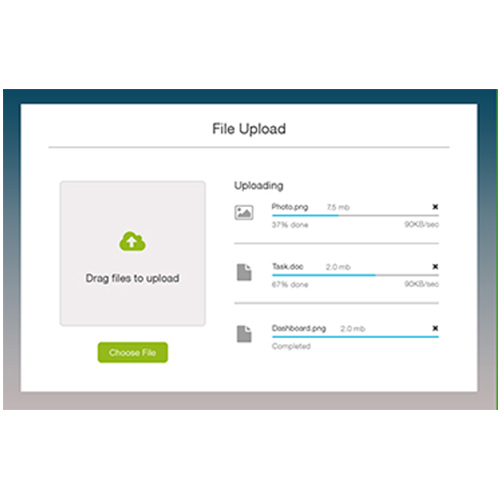 File Upload
Uploading
Photo.png 7.5 mb
37% done 90KB/sec
Drag files to upload
Task.doc 2.0 mb
67% done 90KB/sec
Dashboard.png 2.0 mb
Completed
Choose File